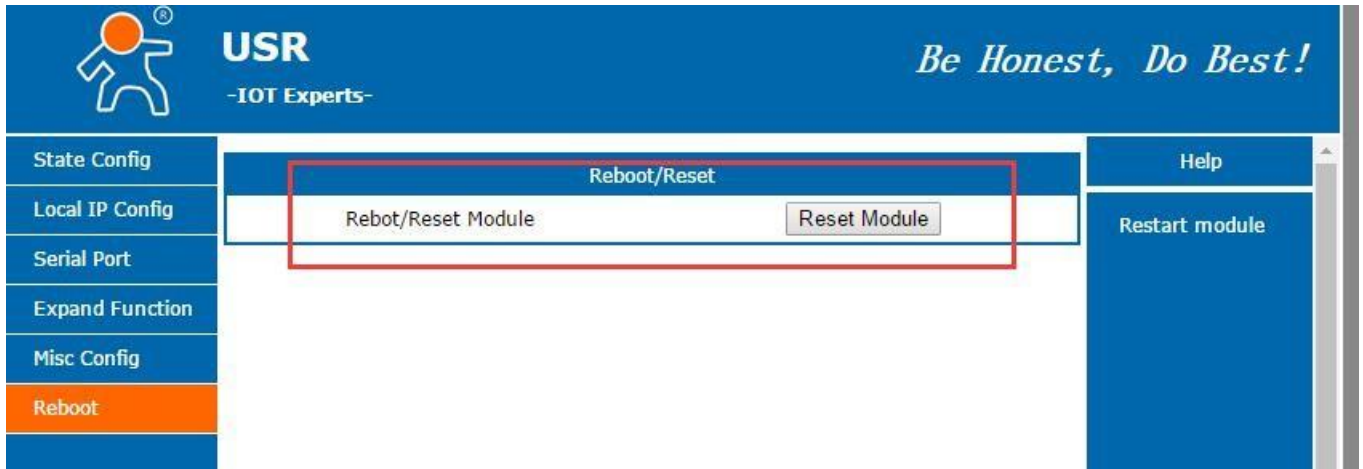 ®
USR
-IOT Experts-
Be Honest, Do Best!
State Config
Local IP Config
Serial Port
Expand Function
Misc Config
Reboot
Reboot/Reset
Rebot/Reset Module
Reset Module
Help
Restart module